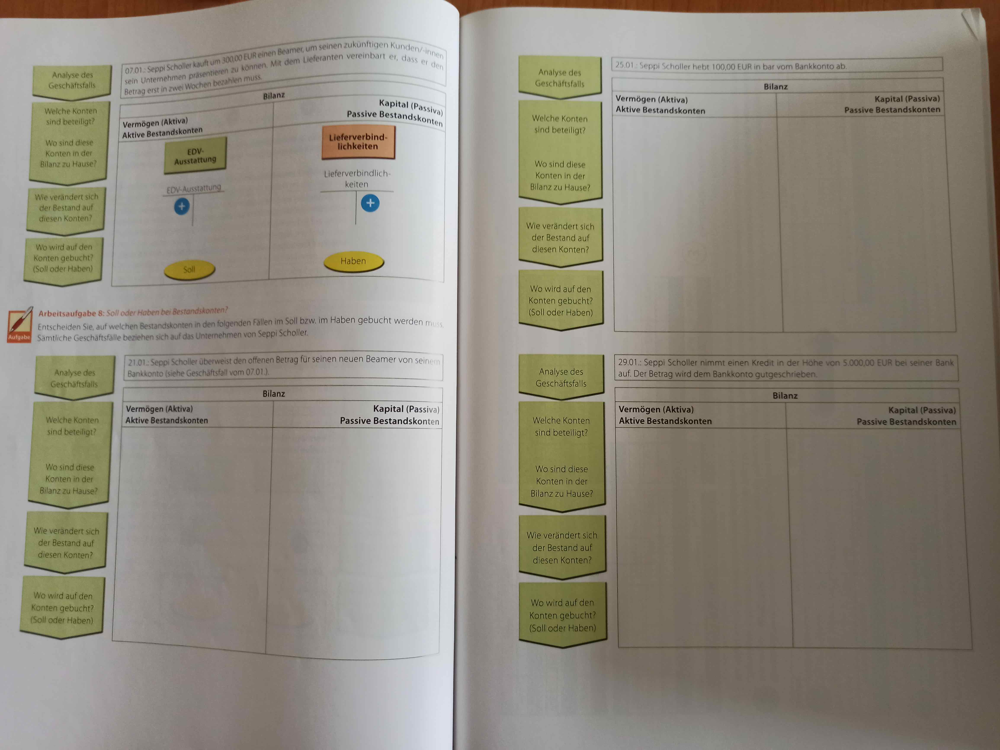 Analyse des
Geschäftsfalls
07.01.: Seppi Scholler kauft um 300,00 EUR einen Beamer, um seinen zukünftigen Kunden/-innen
sein Unternehmen präsentieren zu können. Mit dem Lieferanten vereinbart er, dass er den
Betrag erst in zwei Wochen bezahlen muss.
Bilanz
Vermögen (Aktiva)
Aktive Bestandskonten
Kapital (Passiva)
Passive Bestandskonten
Welche Konten
sind beteiligt?
Wo sind diese
Konten in der
Bilanz zu Hause?
EDV-
Ausstattung
Lieferverbind-
lichkeiten
EDV-Ausstattung
+
Lieferverbindlich-
keiten
+
Wie verändert sich
der Bestand auf
diesen Konten?
Wo wird auf den
Konten gebucht?
(Soll oder Haben)
Soll
Haben
Aufgabe
Arbeitsaufgabe 8: Soll oder Haben bei Bestandskonten?
Entscheiden Sie, auf welchen Bestandskonten in den folgenden Fällen im Soll bzw. im Haben gebucht werden muss.
Sämtliche Geschäftsfälle beziehen sich auf das Unternehmen von Seppi Scholler.
Analyse des
Geschäftsfalls
21.01.: Seppi Scholler überweist den offenen Betrag für seinen neuen Beamer von seinem
Bankkonto (siehe Geschäftsfall vom 07.01.).
Bilanz
Vermögen (Aktiva)
Aktive Bestandskonten
Kapital (Passiva)
Passive Bestandskonten
Welche Konten
sind beteiligt?
Wo sind diese
Konten in der
Bilanz zu Hause?
Wie verändert sich
der Bestand auf
diesen Konten?
Wo wird auf den
Konten gebucht?
(Soll oder Haben)
Analyse des
Geschäftsfalls
25.01.: Seppi Scholler hebt 100,00 EUR in bar vom Bankkonto ab.
Bilanz
Vermögen (Aktiva)
Aktive Bestandskonten
Kapital (Passiva)
Passive Bestandskonten
Welche Konten
sind beteiligt?
Wo sind diese
Konten in der
Bilanz zu Hause?
Wie verändert sich
der Bestand auf
diesen Konten?
Wo wird auf den
Konten gebucht?
(Soll oder Haben)
Analyse des
Geschäftsfalls
29.01.: Seppi Scholler nimmt einen Kredit in der Höhe von 5.000,00 EUR bei seiner Bank
auf. Der Betrag wird dem Bankkonto gutgeschrieben.
Bilanz
Vermögen (Aktiva)
Aktive Bestandskonten
Kapital (Passiva)
Passive Bestandskonten
Welche Konten
sind beteiligt?
Wo sind diese
Konten in der
Bilanz zu Hause?
Wie verändert sich
der Bestand auf
diesen Konten?
Wo wird auf den
Konten gebucht?
(Soll oder Haben)